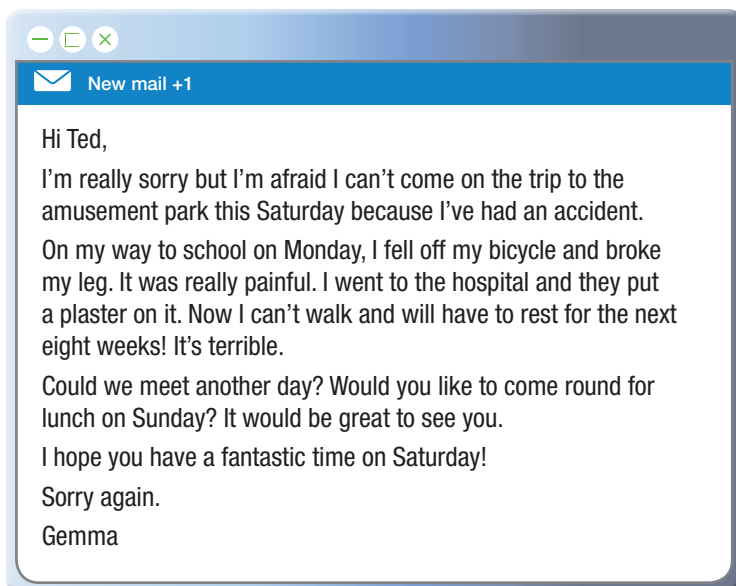 New mail +1
Hi Ted,
I'm really sorry but I'm afraid I can't come on the trip to the
amusement park this Saturday because I've had an accident.
On my way to school on Monday, I fell off my bicycle and broke
my leg. It was really painful. I went to the hospital and they put
a plaster on it. Now I can't walk and will have to rest for the next
eight weeks! It's terrible.
Could we meet another day? Would you like to come round for
lunch on Sunday? It would be great to see you.
I hope you have a fantastic time on Saturday!
Sorry again.
Gemma